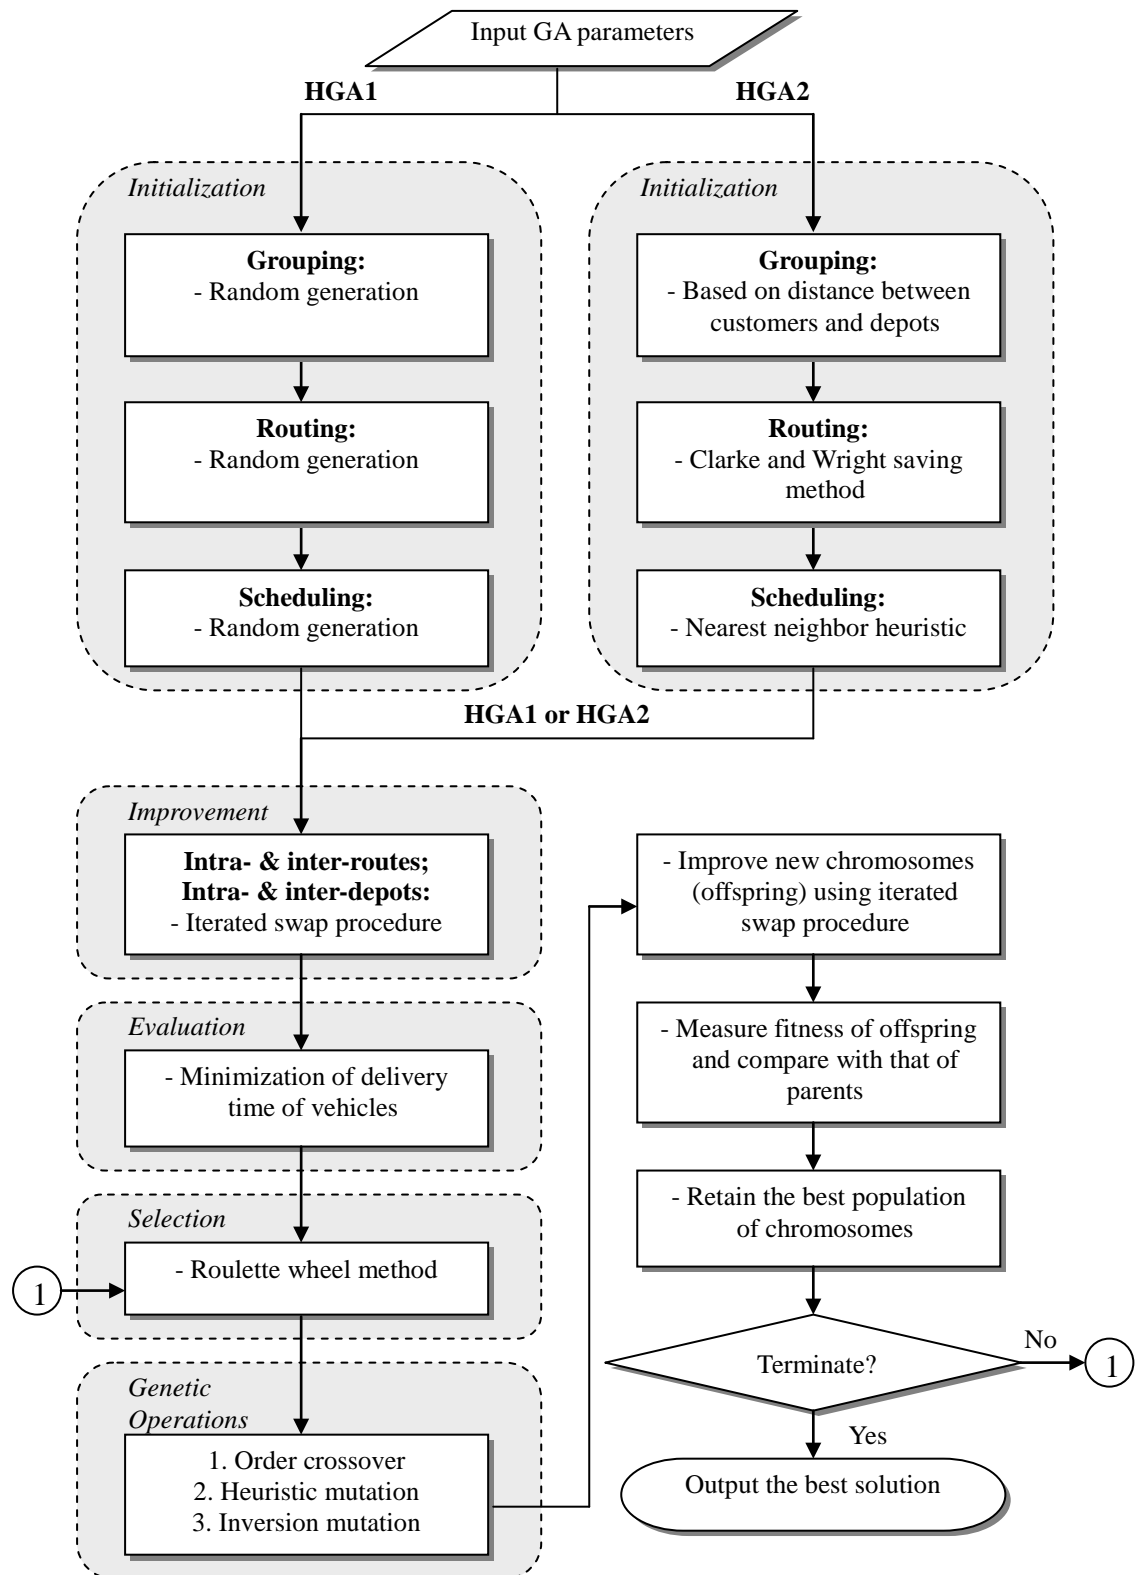 Input GA parameters
HGA1
HGA2
Initialization
Grouping:
- Random generation
Routing:
- Random generation
Scheduling:
- Random generation
Initialization
Grouping:
- Based on distance between
customers and depots
Routing:
- Clarke and Wright saving
method
Scheduling:
- Nearest neighbor heuristic
HGA1 or HGA2
Improvement
Intra- & inter-routes;
Intra- & inter-depots:
- Iterated swap procedure
Evaluation
- Minimization of delivery
time of vehicles
Selection
- Roulette wheel method
1
Genetic
Operations
1. Order crossover
2. Heuristic mutation
3. Inversion mutation
- Improve new chromosomes
(offspring) using iterated
swap procedure
- Measure fitness of offspring
and compare with that of
parents
- Retain the best population
of chromosomes
Terminate?
No
1
Yes
Output the best solution